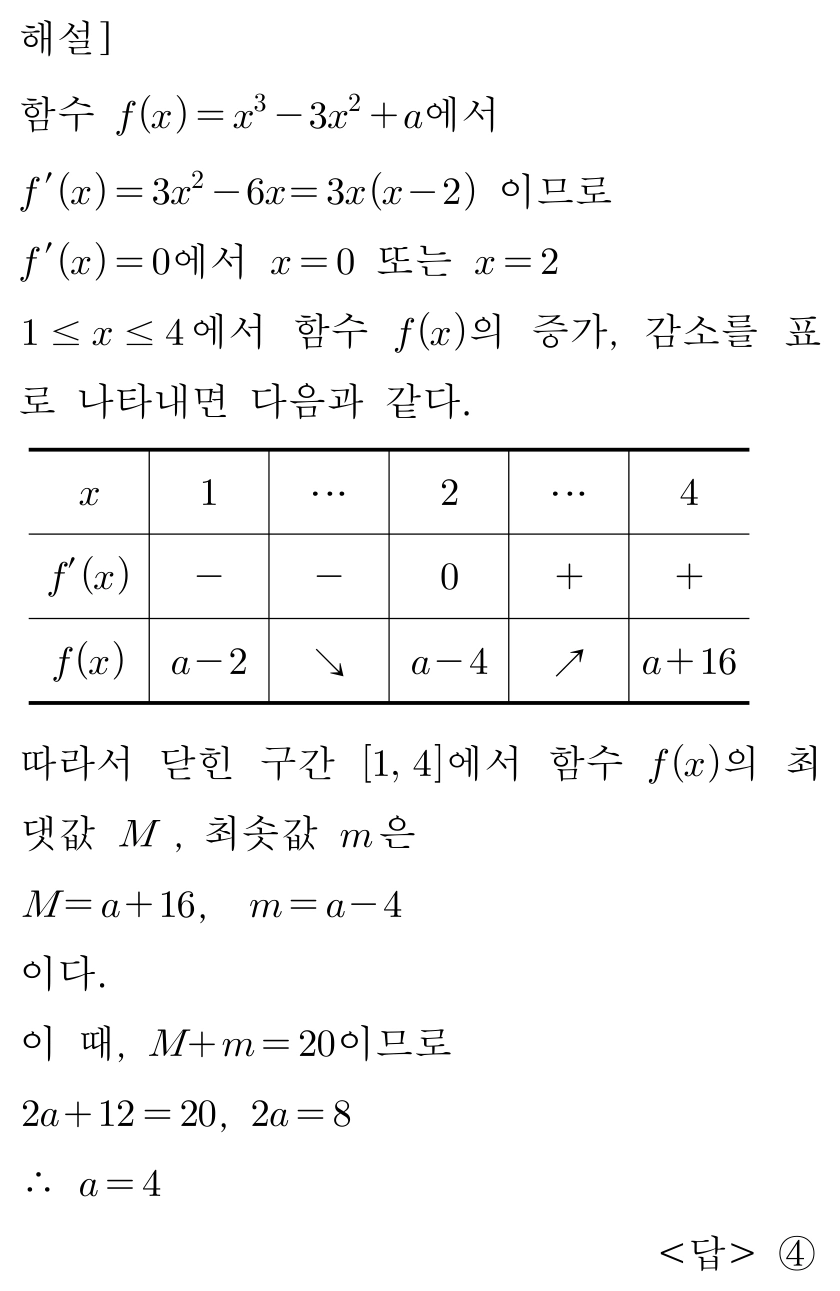 해설]
함수 f(x)=x³-3x²+a에서
f′(x)=3x²-6x=3x(x-2) 이므로
f′(x)=0에서 x=0 또는 x=2
1≤x≤4에서 함수 f(x)의 증가, 감소를 표
로 나타내면 다음과 같다.
x 1 ⋯ 2 ⋯ 4
f′(x) - - 0 + +
f(x) a-2 ↘ a-4 ↗ a+16
따라서 닫힌 구간 [1, 4]에서 함수 f(x)의 최
댓값 M , 최솟값 m은
M=a+16, m=a-4
이다.
이 때, M+m=20이므로
2a+12=20, 2a=8
∴ a=4
<답> ④